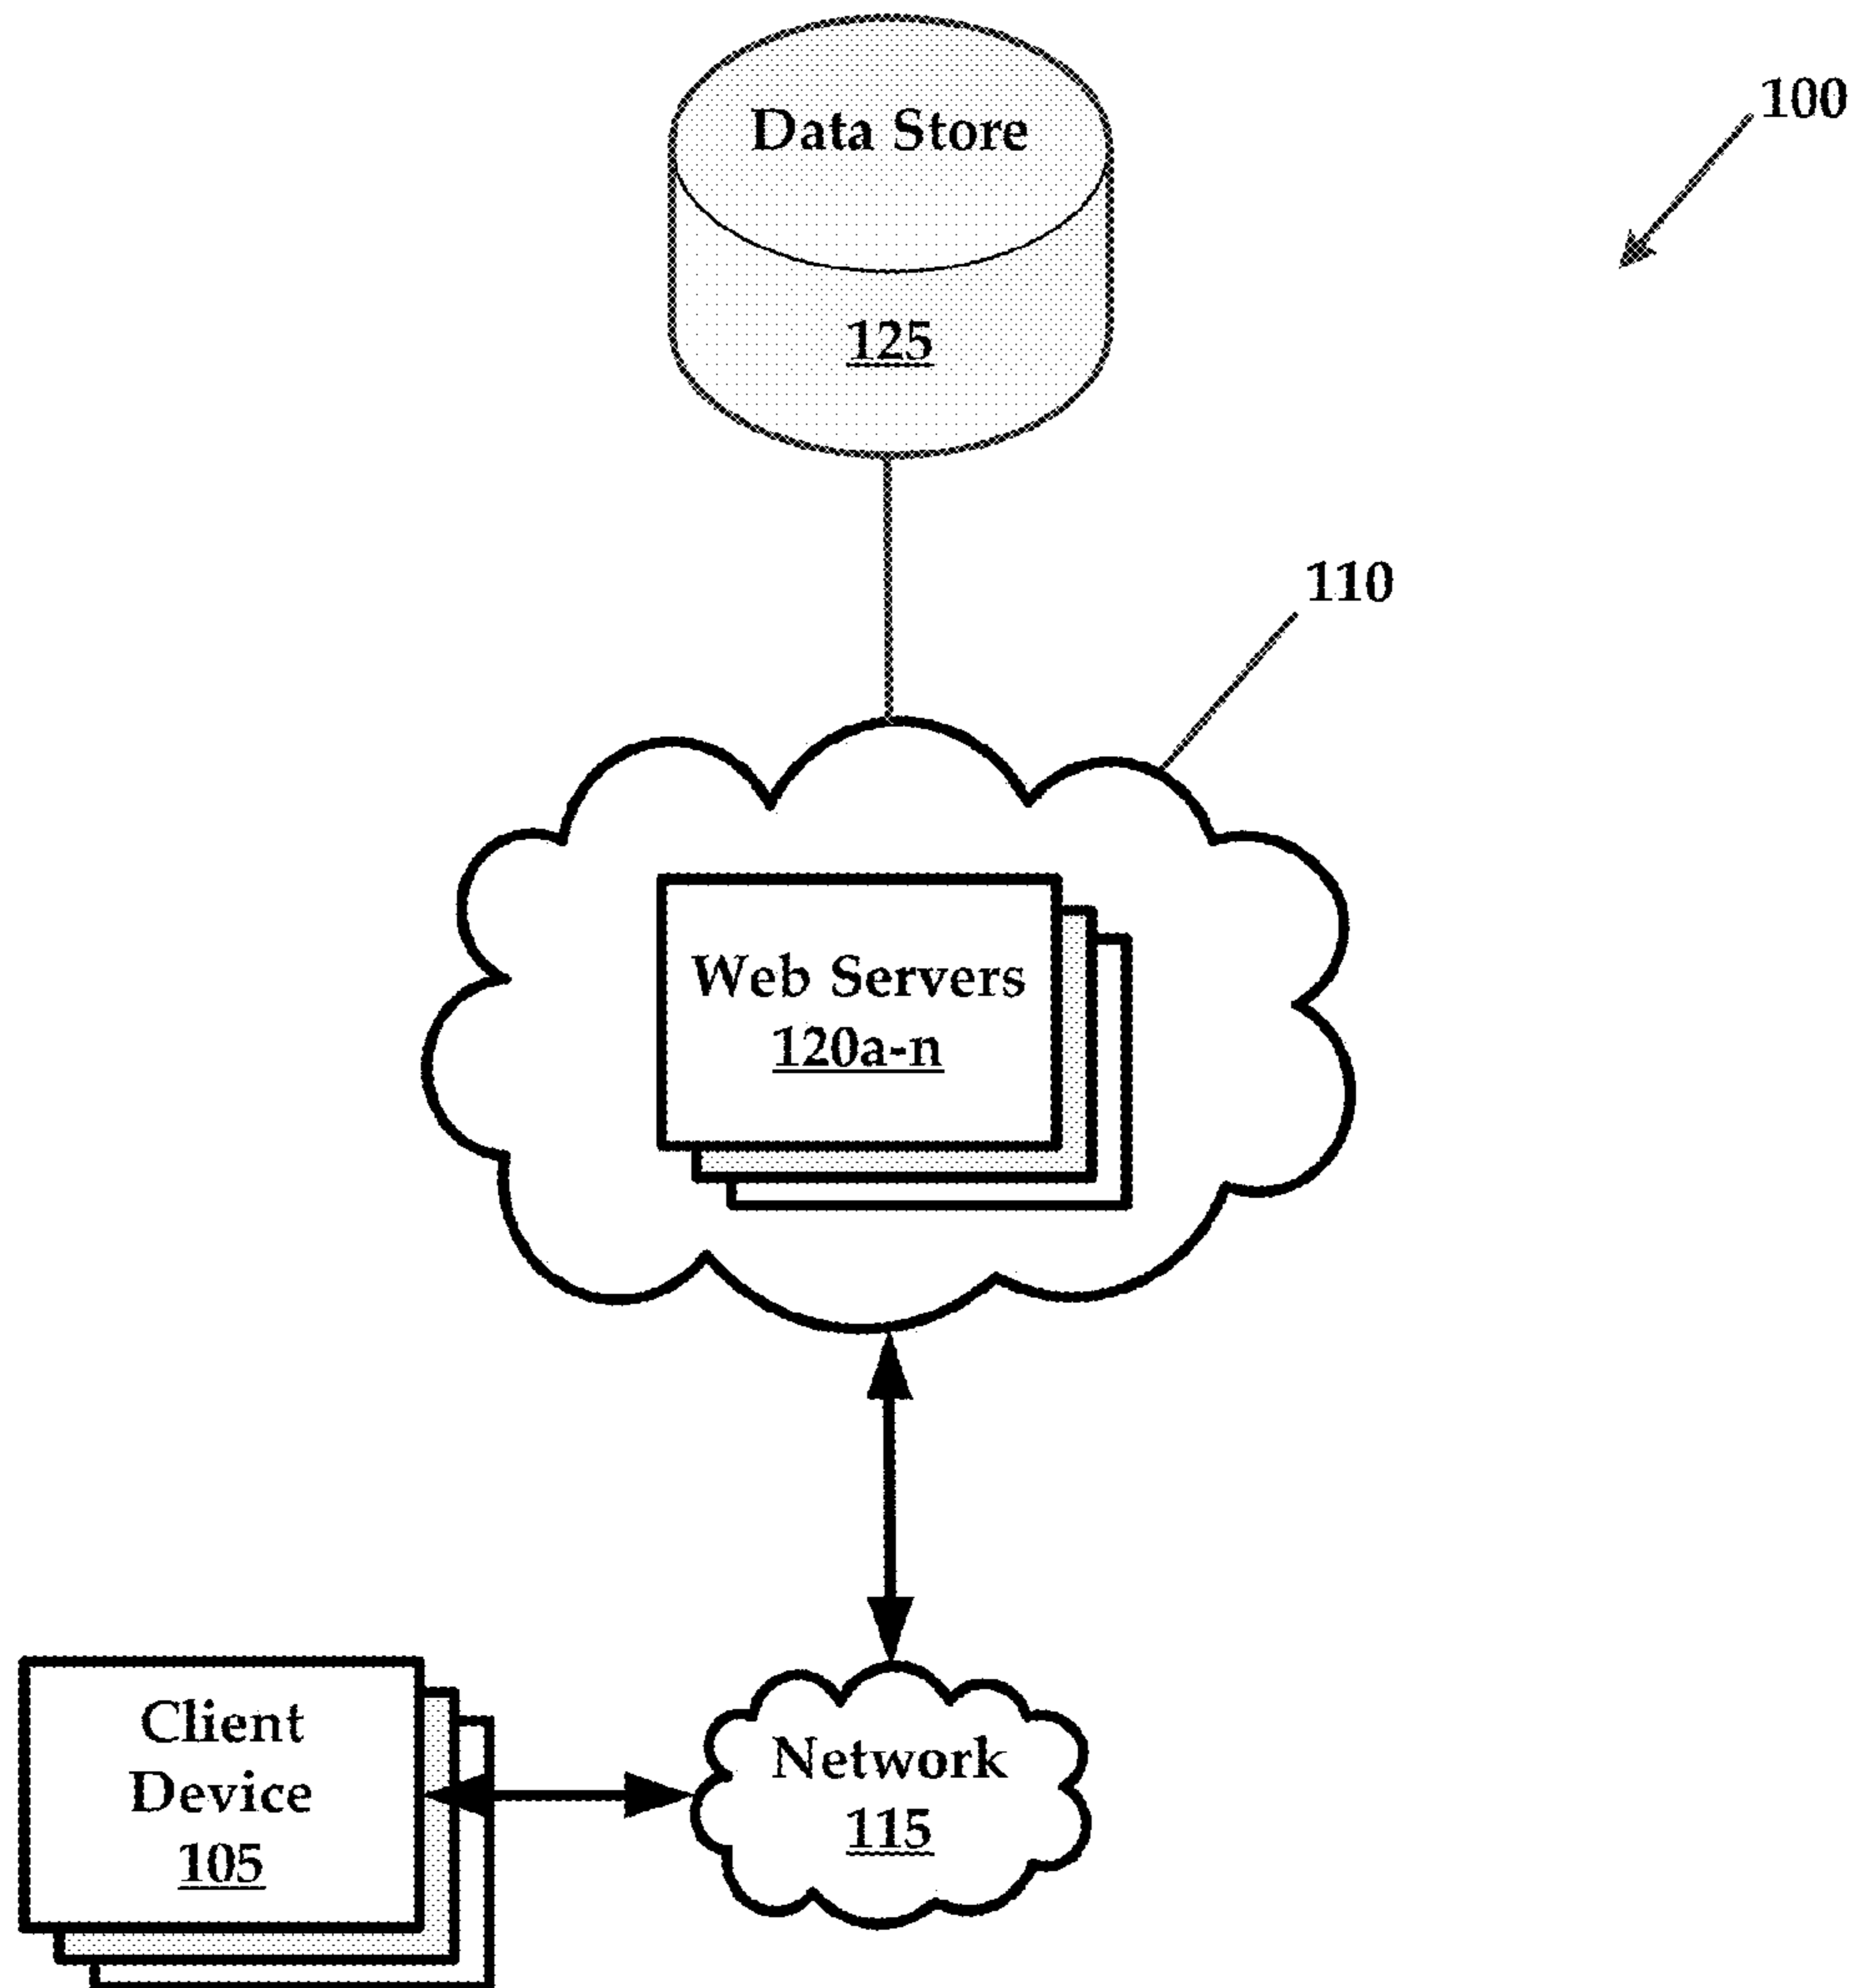 Data Store
125
100
110
Web Servers
120a-n
Client
Device
105
Network
115